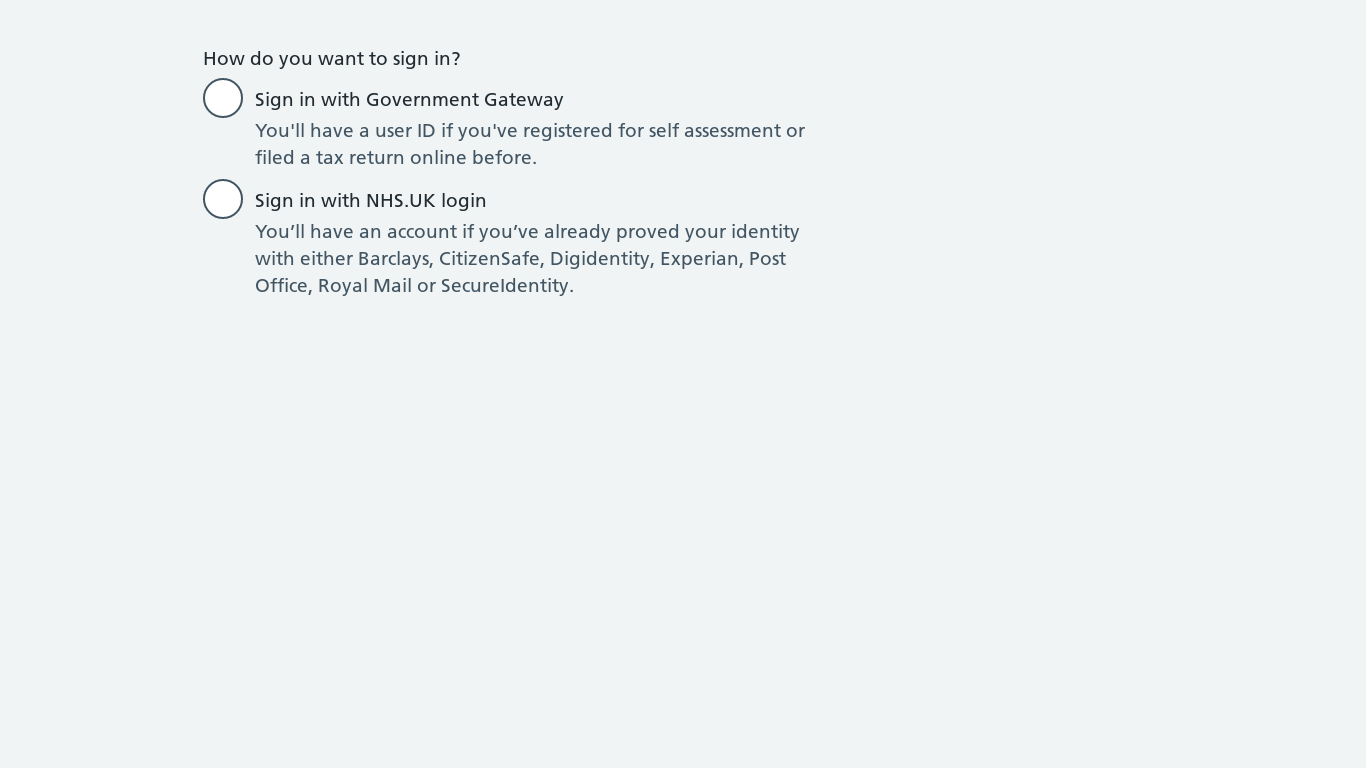 How do you want to sign in?
Sign in with Government Gateway
You'll have a user ID if you've registered for self assessment or
filed a tax return online before.
Sign in with NHS.UK login
You’ll have an account if you’ve already proved your identity
with either Barclays, CitizenSafe, Digidentity, Experian, Post
Office, Royal Mail or SecureIdentity.